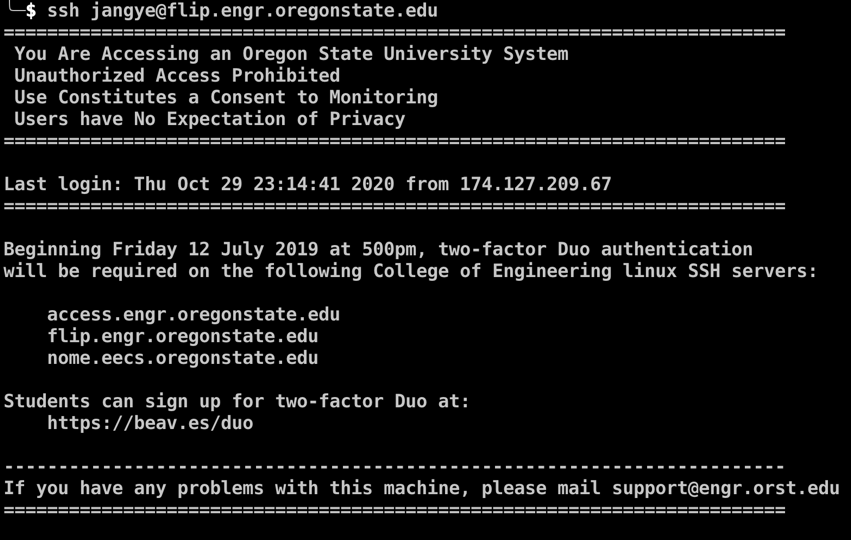 ╰─$ ssh jangye@flip.engr.oregonstate.edu
========================================================================
 You Are Accessing an Oregon State University System
 Unauthorized Access Prohibited
 Use Constitutes a Consent to Monitoring
 Users have No Expectation of Privacy
========================================================================
Last login: Thu Oct 29 23:14:41 2020 from 174.127.209.67
========================================================================
Beginning Friday 12 July 2019 at 500pm, two-factor Duo authentication
will be required on the following College of Engineering linux SSH servers:
    access.engr.oregonstate.edu
    flip.engr.oregonstate.edu
    nome.eecs.oregonstate.edu
Students can sign up for two-factor Duo at:
    https://beav.es/duo
------------------------------------------------------------------------
If you have any problems with this machine, please mail support@engr.orst.edu
========================================================================